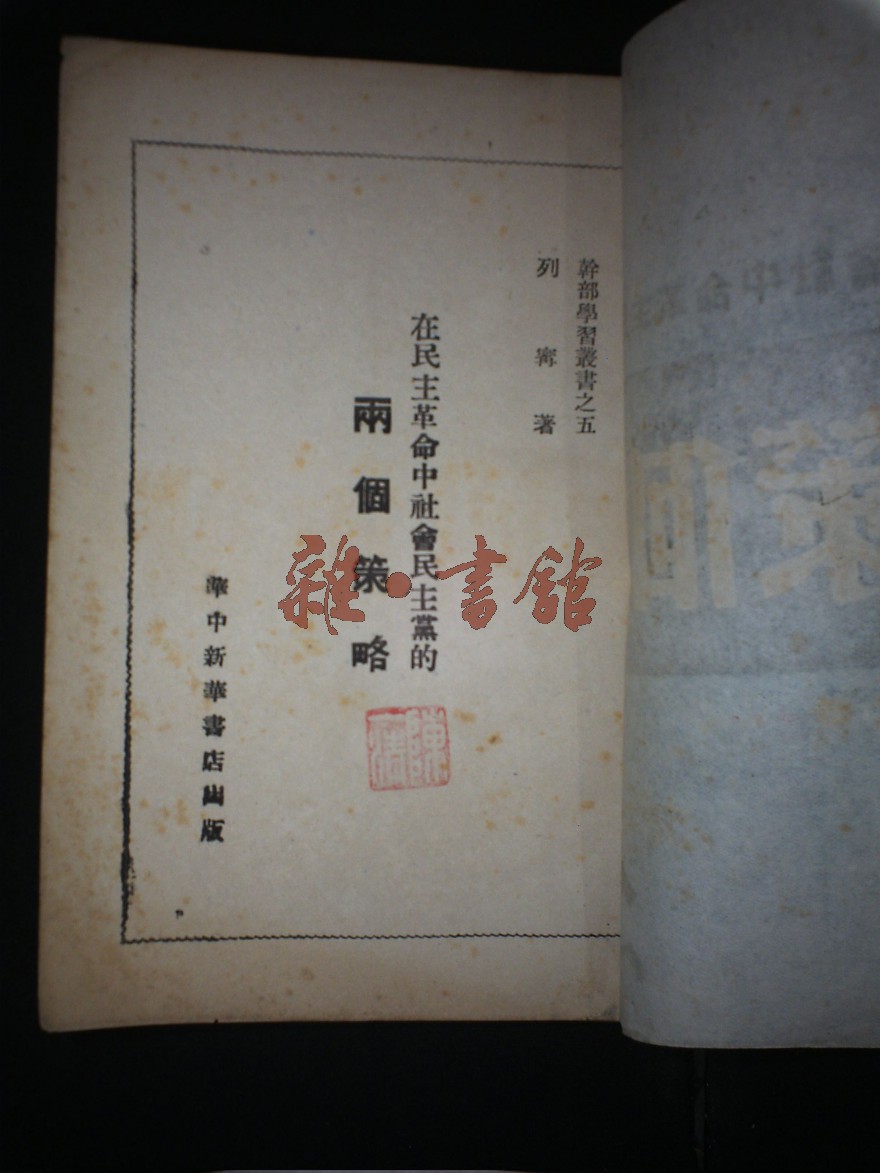 幹部學習叢書之五
列寗著
在民主革命中社會民主黨的
兩個策略
華中新華書店出版
雜·書館